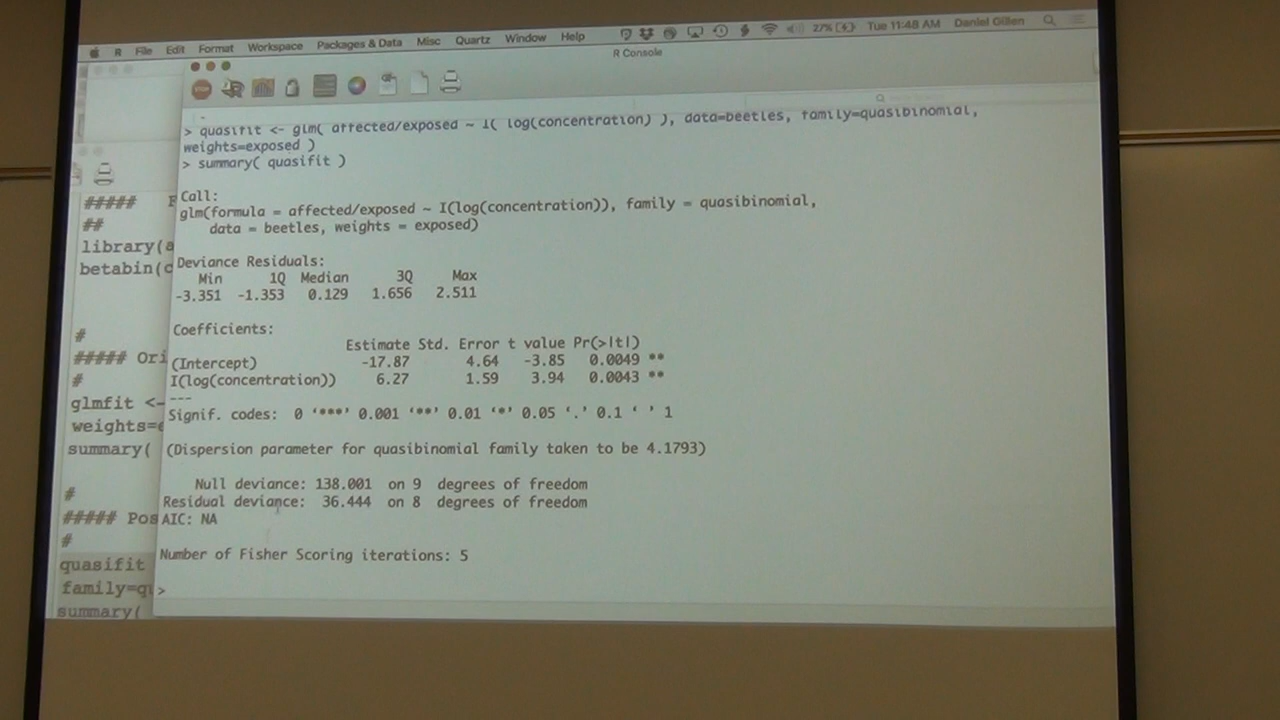 R File Edit Format Workspace Packages & Data Misc Quartz Window Help 27% Tue 11:48 AM Daniel Gillen
R Console
> quasifit <- glm( affected/exposed ~ I( log(concentration) ), data=beetles, family=quasibinomial,
weights=exposed )
> summary( quasifit )
Call:
glm(formula = affected/exposed ~ I(log(concentration)), family = quasibinomial,
data = beetles, weights = exposed)
Deviance Residuals:
Min 1Q Median 3Q Max
-3.351 -1.353 0.129 1.656 2.511
Coefficients:
Estimate Std. Error t value Pr(>|t|)
(Intercept) -17.87 4.64 -3.85 0.0049 **
I(log(concentration)) 6.27 1.59 3.94 0.0043 **
---
Signif. codes: 0 ‘***’ 0.001 ‘**’ 0.01 ‘*’ 0.05 ‘.’ 0.1 ‘ ’ 1
(Dispersion parameter for quasibinomial family taken to be 4.1793)
Null deviance: 138.001 on 9 degrees of freedom
Residual deviance: 36.444 on 8 degrees of freedom
AIC: NA
Number of Fisher Scoring iterations: 5
>
##### F
##
library(a
betabin(c
#
##### Ori
#
glmfit <-
weights=e
summary(
#
##### Pos
#
quasifit
family=qu
summary(